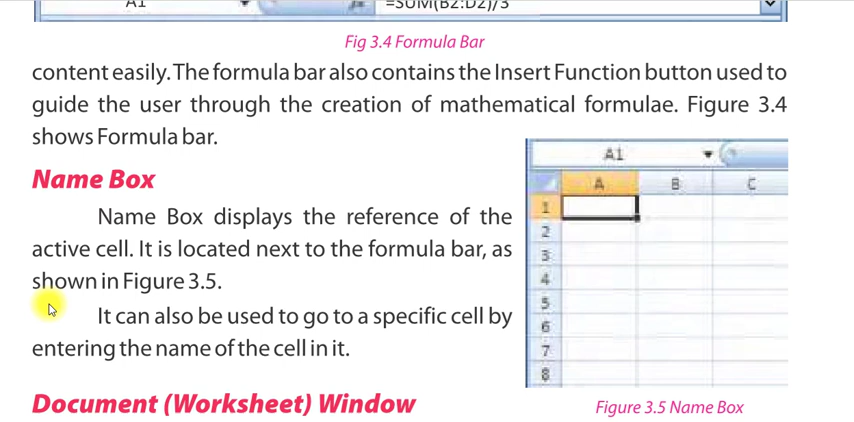 A1 =SUM(B2:D2)/3
Fig 3.4 Formula Bar
content easily. The formula bar also contains the Insert Function button used to
guide the user through the creation of mathematical formulae. Figure 3.4
shows Formula bar.
Name Box
Name Box displays the reference of the
active cell. It is located next to the formula bar, as
shown in Figure 3.5.
It can also be used to go to a specific cell by
entering the name of the cell in it.
A1
A B C
1
2
3
4
5
6
7
8
Figure 3.5 Name Box
Document (Worksheet) Window